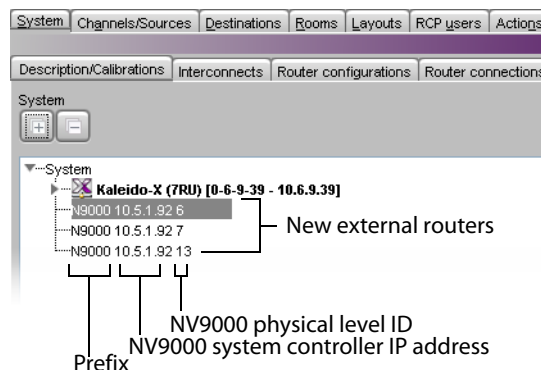 System Channels/Sources Destinations Rooms Layouts RCP users Actions
Description/Calibrations Interconnects Router configurations Router connections
System
System
Kaleido-X (7RU) [0-6-9-39 - 10.6.9.39]
N9000 10.5.1.92 6
N9000 10.5.1.92 7
New external routers
N9000 10.5.1.92 13
NV9000 physical level ID
NV9000 system controller IP address
Prefix